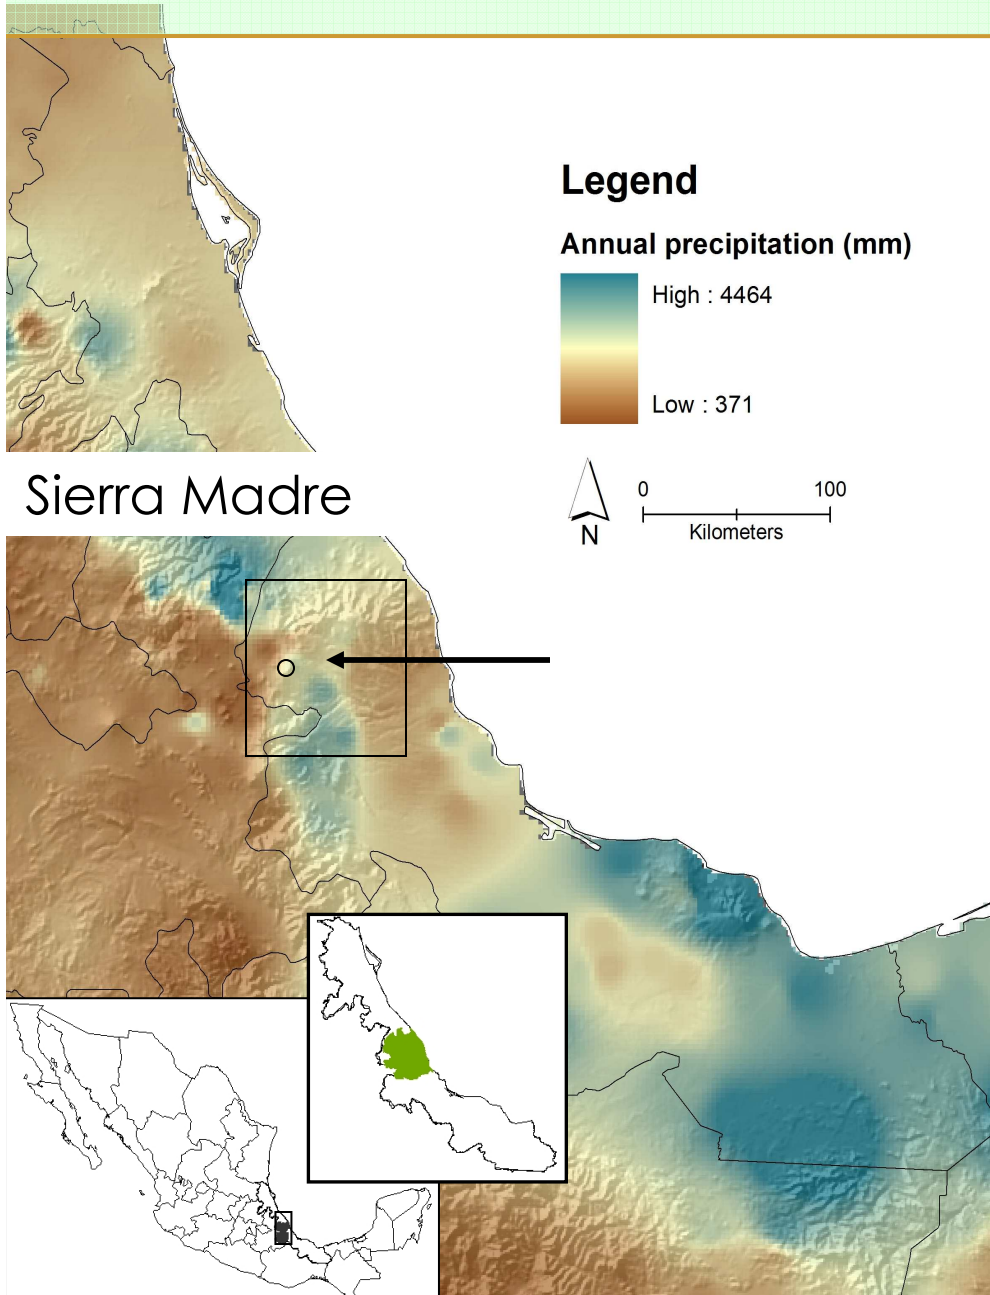 Legend
Annual precipitation (mm)
High : 4464
Low : 371
Sierra Madre
0 100
Kilometers
N